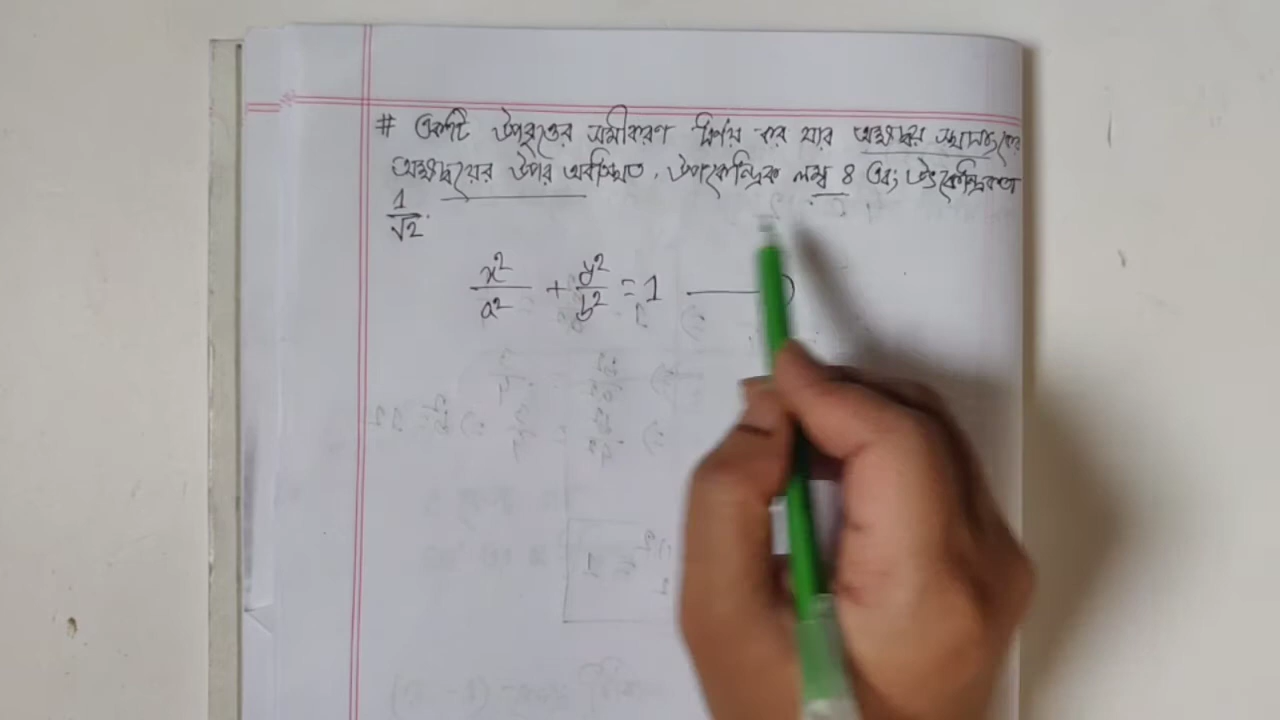 # একটি উপবৃত্তের সমীকরণ নির্ণয় কর যার অক্ষদ্বয় স্থানাঙ্কের
অক্ষদ্বয়ের উপর অবস্থিত. উপকেন্দ্রিক লম্ব 8 এবং উৎকেন্দ্রিকতা
1/√2.
x²/a² + y²/b² = 1